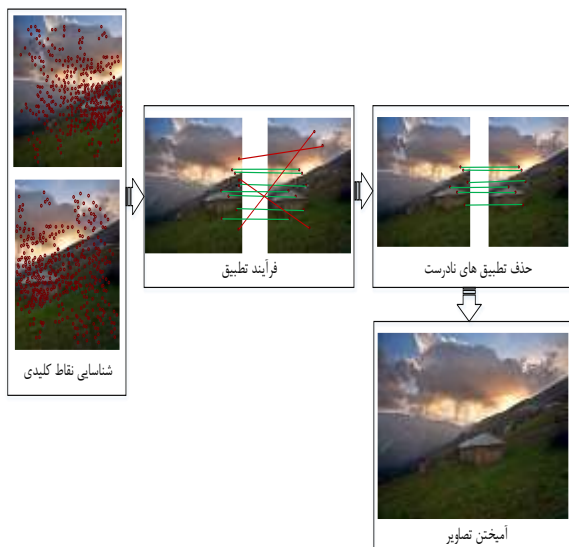 شناسایی نقاط کلیدی
فرآیند تطبیق
حذف تطبیق های نادرست
آمیختن تصاویر